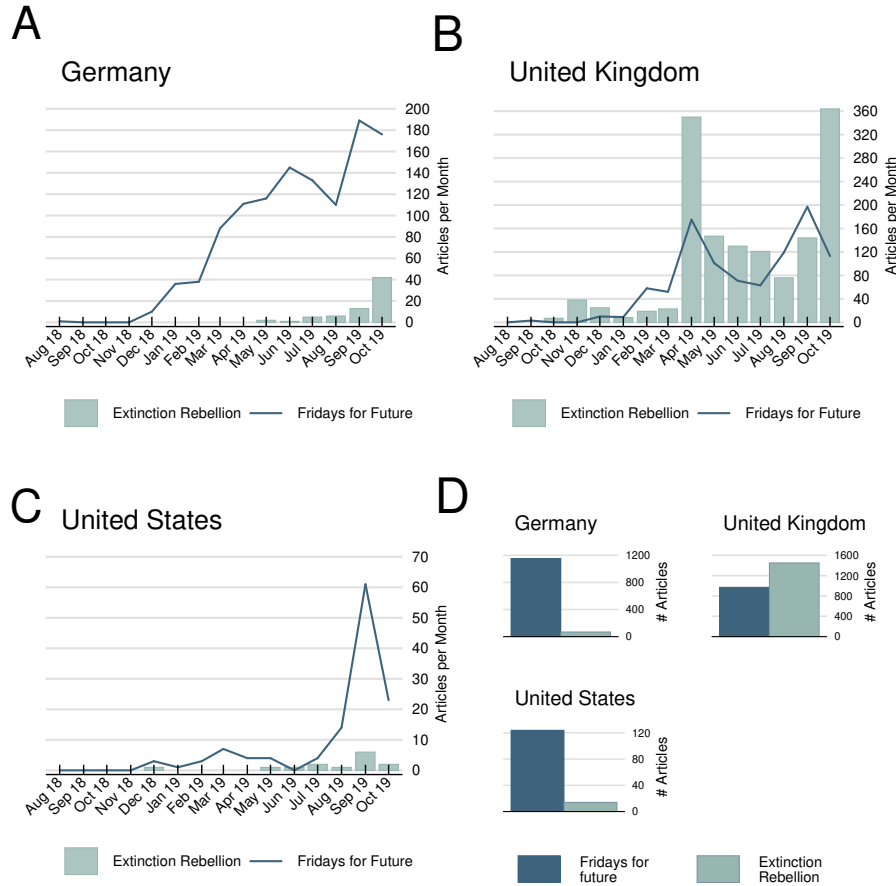 A
Germany
200
180
160
140
120
100
80
60
40
20
0
Articles per Month
Aug 18
Sep 18
Oct 18
Nov 18
Dec 18
Jan 19
Feb 19
Mar 19
Apr 19
May 19
Jun 19
Jul 19
Aug 19
Sep 19
Oct 19
Extinction Rebellion
Fridays for Future
B
United Kingdom
360
320
280
240
200
160
120
80
40
0
Articles per Month
Aug 18
Sep 18
Oct 18
Nov 18
Dec 18
Jan 19
Feb 19
Mar 19
Apr 19
May 19
Jun 19
Jul 19
Aug 19
Sep 19
Oct 19
Extinction Rebellion
Fridays for Future
C
United States
70
60
50
40
30
20
10
0
Articles per Month
Aug 18
Sep 18
Oct 18
Nov 18
Dec 18
Jan 19
Feb 19
Mar 19
Apr 19
May 19
Jun 19
Jul 19
Aug 19
Sep 19
Oct 19
Extinction Rebellion
Fridays for Future
D
Germany
1200
800
400
0
# Articles
United Kingdom
1600
1200
800
400
0
# Articles
United States
120
80
40
0
# Articles
Fridays for
future
Extinction
Rebellion